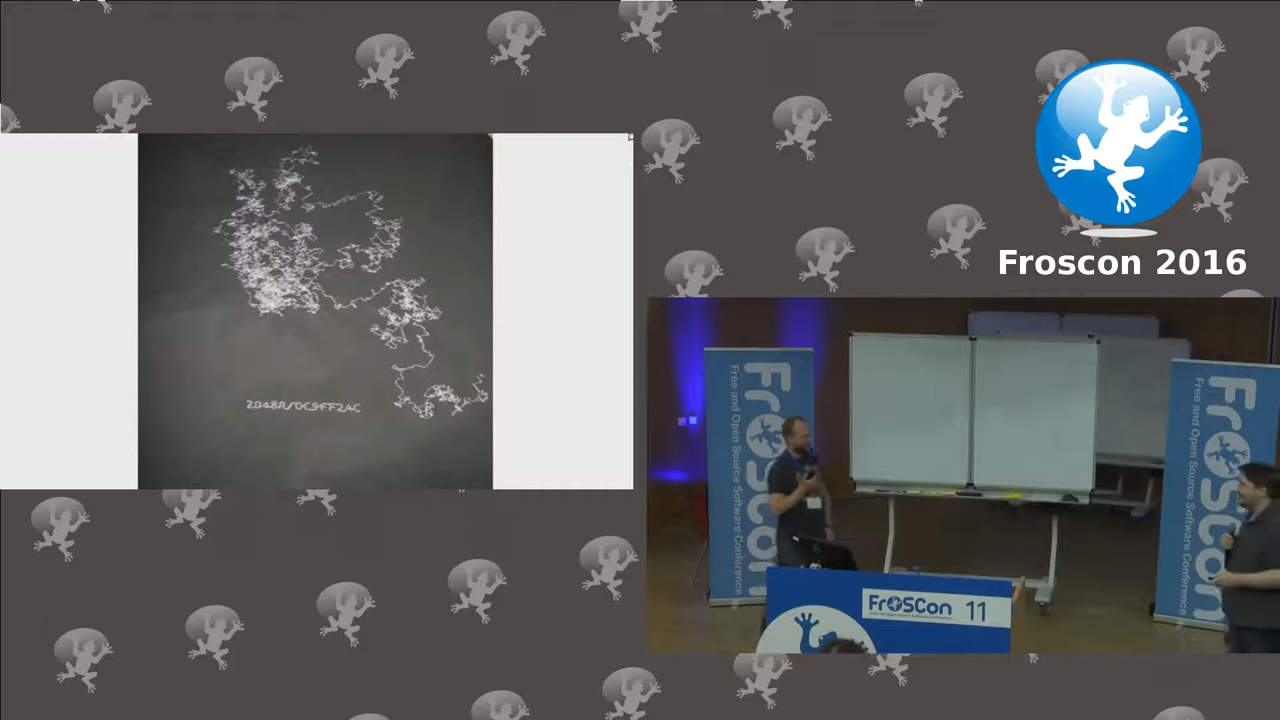 Froscon 2016
2048R/0C9FF2AC
FrOSCon
Free and Open Source Software Conference
FrOSCon
Free and Open Source Software Conference
FrOSCon 11